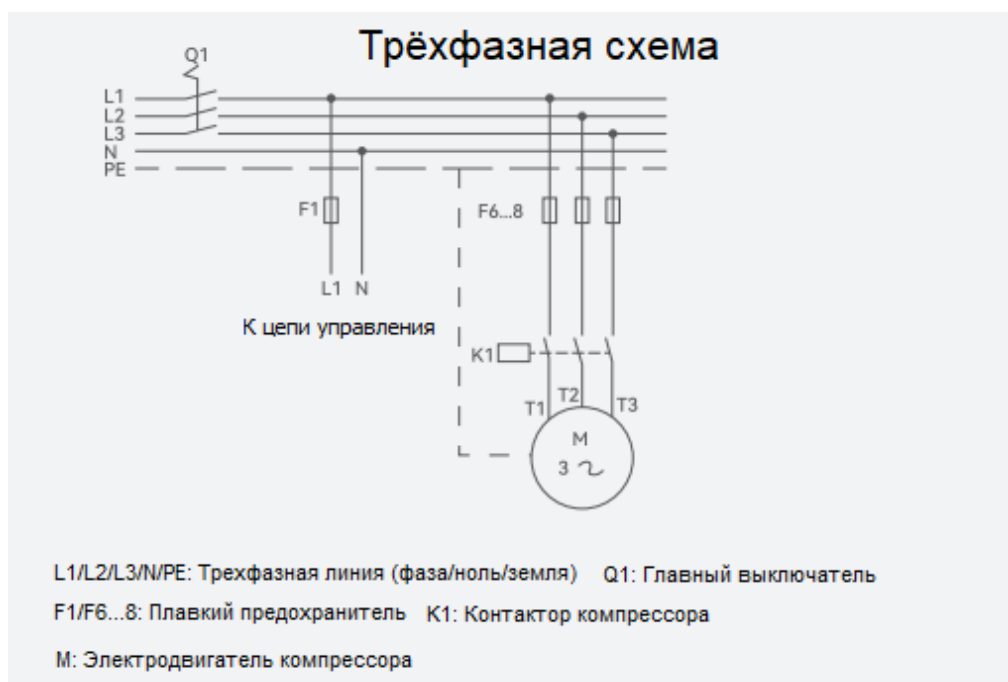 Трёхфазная схема
Q1
L1
L2
L3
N
PE
F1
F6...8
L1 N
К цепи управления
K1
T1 T2 T3
M
3
L1/L2/L3/N/PE: Трехфазная линия (фаза/ноль/земля) Q1: Главный выключатель
F1/F6...8: Плавкий предохранитель K1: Контактор компрессора
M: Электродвигатель компрессора